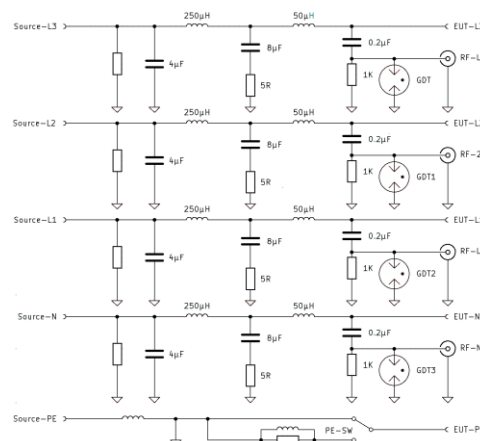 250µH 50µH
Source-L3 EUT-L3
0.2µF
8µF
4µF RF-L
1K GDT
5R
250µH 50µH
Source-L2 EUT-L
0.2µF
8µF
4µF RF-2
1K GDT1
5R
250µH 50µH
Source-L1 EUT-L
0.2µF
8µF
4µF RF-L
1K GDT2
5R
250µH 50µH
Source-N EUT-N
0.2µF
8µF
4µF RF-N
1K GDT3
5R
Source-PE
PE-SW EUT-P